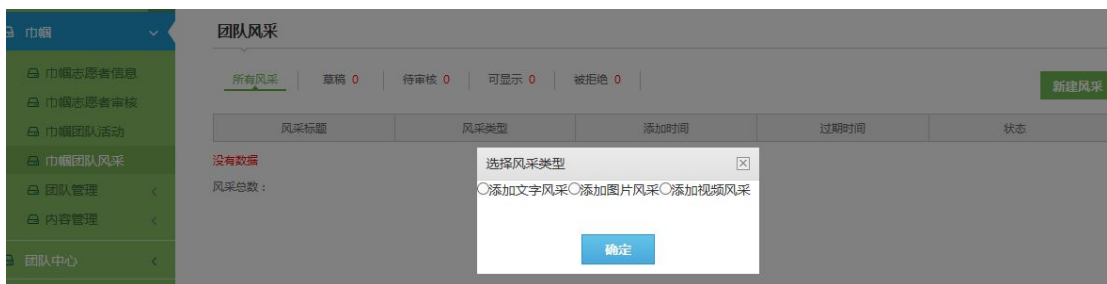 巾帼
巾帼志愿者信息
巾帼志愿者审核
巾帼团队活动
巾帼团队风采
团队管理
内容管理
团队中心
团队风采
所有风采 草稿 0 待审核 0 可显示 0 被拒绝 0
新建风采
风采标题 风采类型 添加时间 过期时间 状态
没有数据
风采总数：
选择风采类型
添加文字风采 添加图片风采 添加视频风采
确定